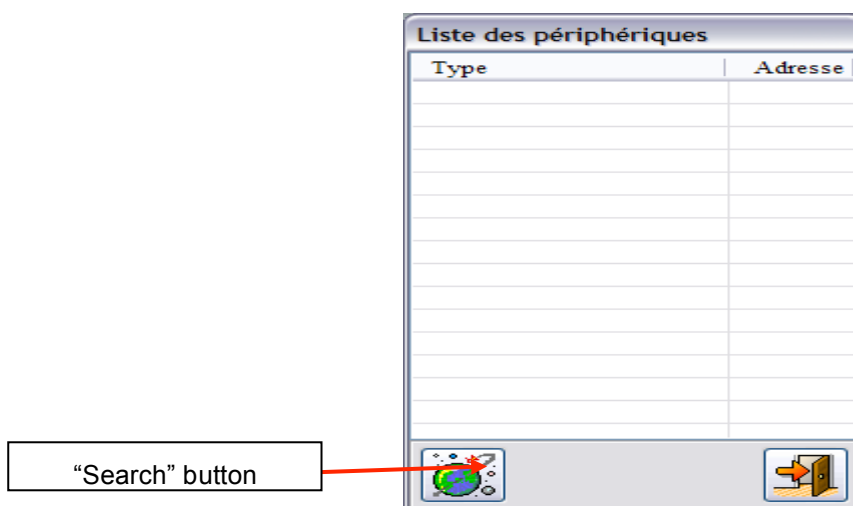 Liste des périphériques
Type Adresse
“Search” button